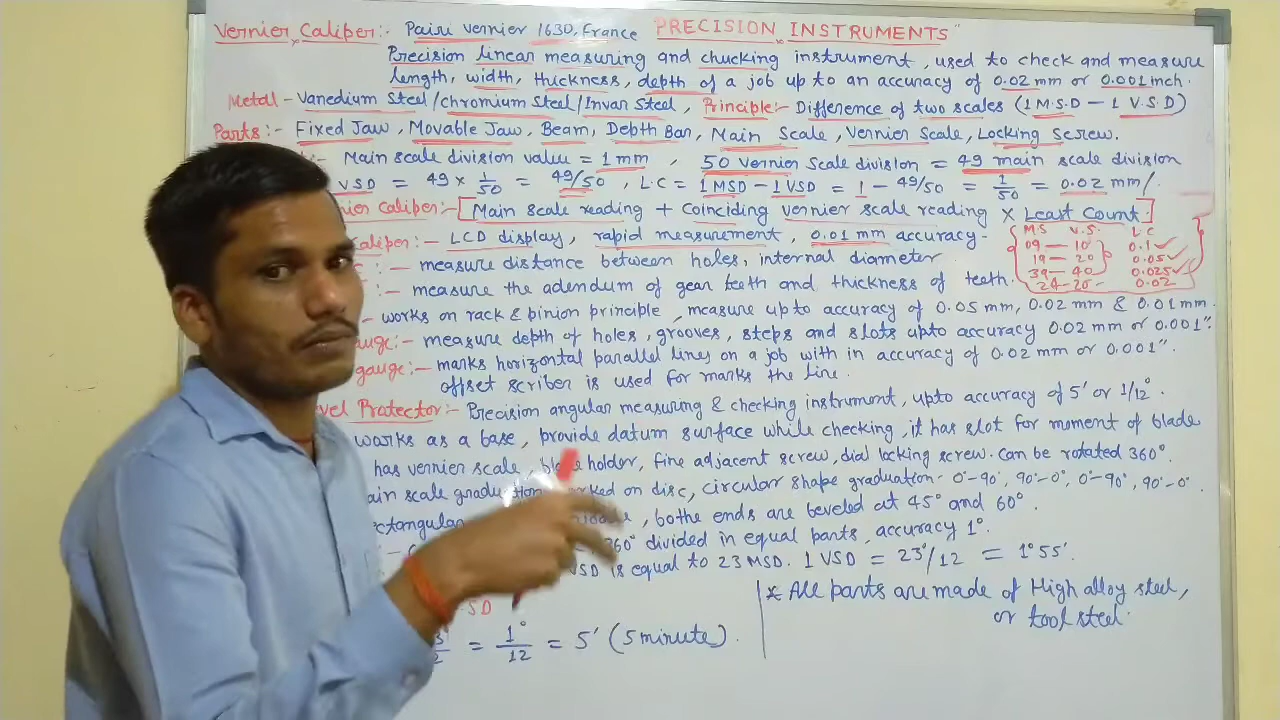 Vernier Caliper:- Pairi vernier 1630, France PRECISION INSTRUMENTS"
Precision linear measuring and chucking instrument, used to check and measure
length, width, thickness, depth of a job up to an accuracy of 0.02 mm or 0.001 inch.
Metal - Vanedium Steel/chromium Steel/Invar Steel, Principle:- Difference of two scales (1 M.S.D - 1 V.S.D)
Parts:- Fixed Jaw, Movable Jaw, Beam, Depth Bar, Main Scale, Vernier Scale, Locking Screw.
:- Main scale division value = 1 mm, 50 Vernier Scale division = 49 main scale division
VSD = 49 × 1/50 = 49/50, L.C = 1MSD - 1VSD = 1 - 49/50 = 1/50 = 0.02 mm/.
Caliper:- [Main scale reading + Coinciding vernier scale reading × Least Count.]
Caliper:- LCD display, rapid measurement, 0.01 mm accuracy.
M.S V.S. L.C
09 - 10 0.1 ✓
19 - 20 0.05 ✓
39 - 40 0.025 ✓
24 - 20 - 0.02
:- measure distance between holes, internal diameter.
:- measure the adendum of gear teeth and thickness of teath.
- works on rack & pinion principle, measure up to accuracy of 0.05 mm, 0.02 mm & 0.01 mm.
:- measure depth of holes, grooves, steps and slots upto accuracy 0.02 mm or 0.001".
gauge:- marks horizontal parallel lines on a job with in accuracy of 0.02 mm or 0.001".
offset scriber is used for marks the line.
Protector:- Precision angular measuring & checking instrument, upto accuracy of 5' or 1/12°.
works as a base, provide datum surface while checking, it has slot for moment of blade
has vernier scale, holder, fine adjacent screw, dial locking screw. can be rotated 360°.
scale on disc, circular shape graduation - 0°-90°, 90°-0°, 0°-90°, 90°-0°.
, bothe ends are beveled at 45° and 60°.
360° divided in equal parts, accuracy 1°.
VSD is equal to 23 MSD. 1 VSD = 23°/12 = 1°55'.
= 1°/12 = 5' (5 minute).
* All parts are made of High alloy steel,
or tool steel.